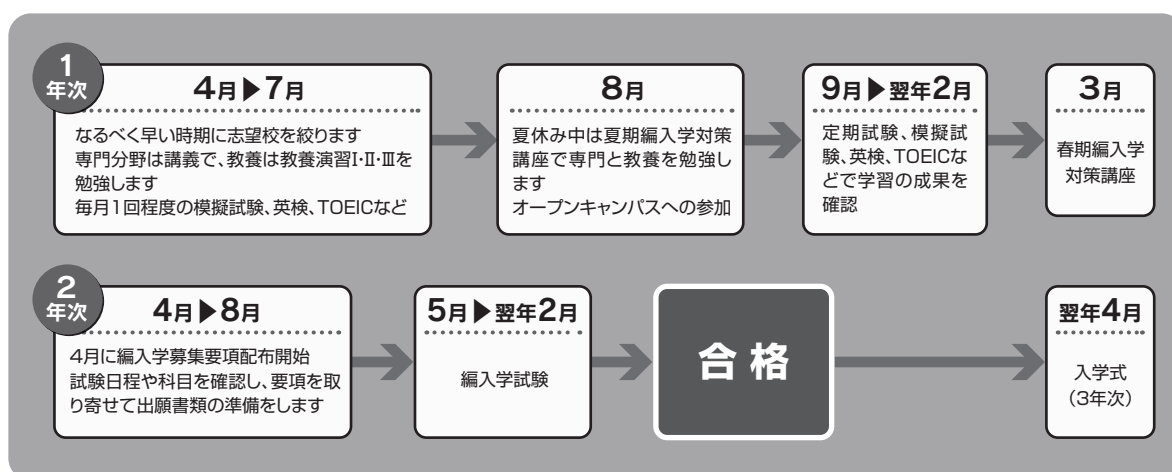 1
年次
4月▶7月
なるべく早い時期に志望校を絞ります
専門分野は講義で、教養は教養演習Ⅰ・Ⅱ・Ⅲを
勉強します
毎月1回程度の模擬試験、英検、TOEICなど
8月
夏休み中は夏期編入学対策
講座で専門と教養を勉強し
ます
オープンキャンパスへの参加
9月▶翌年2月
定期試験、模擬試
験、英検、TOEICな
どで学習の成果を
確認
3月
春期編入学
対策講座
2
年次
4月▶8月
4月に編入学募集要項配布開始
試験日程や科目を確認し、要項を取
り寄せて出願書類の準備をします
5月▶翌年2月
編入学試験
合格
翌年4月
入学式
（3年次）